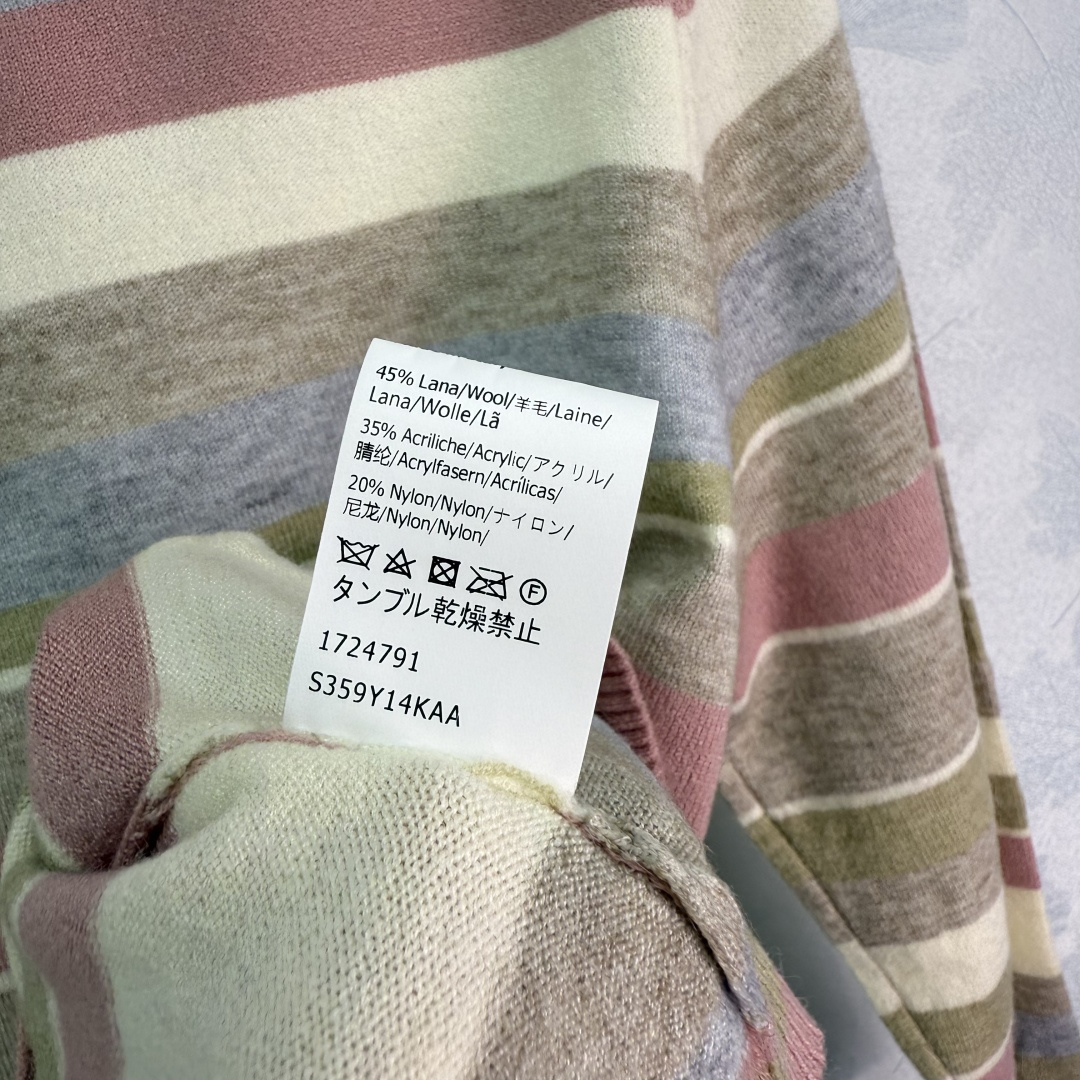 45% Lana/Wool/羊毛/Laine/
Lana/Wolle/Lã
35% Acriliche/Acrylic/アクリル/
腈纶/Acrylfasern/Acrílicas/
20% Nylon/Nylon/ナイロン/
尼龙/Nylon/Nylon/
F
タンブル乾燥禁止
1724791
S359Y14KAA